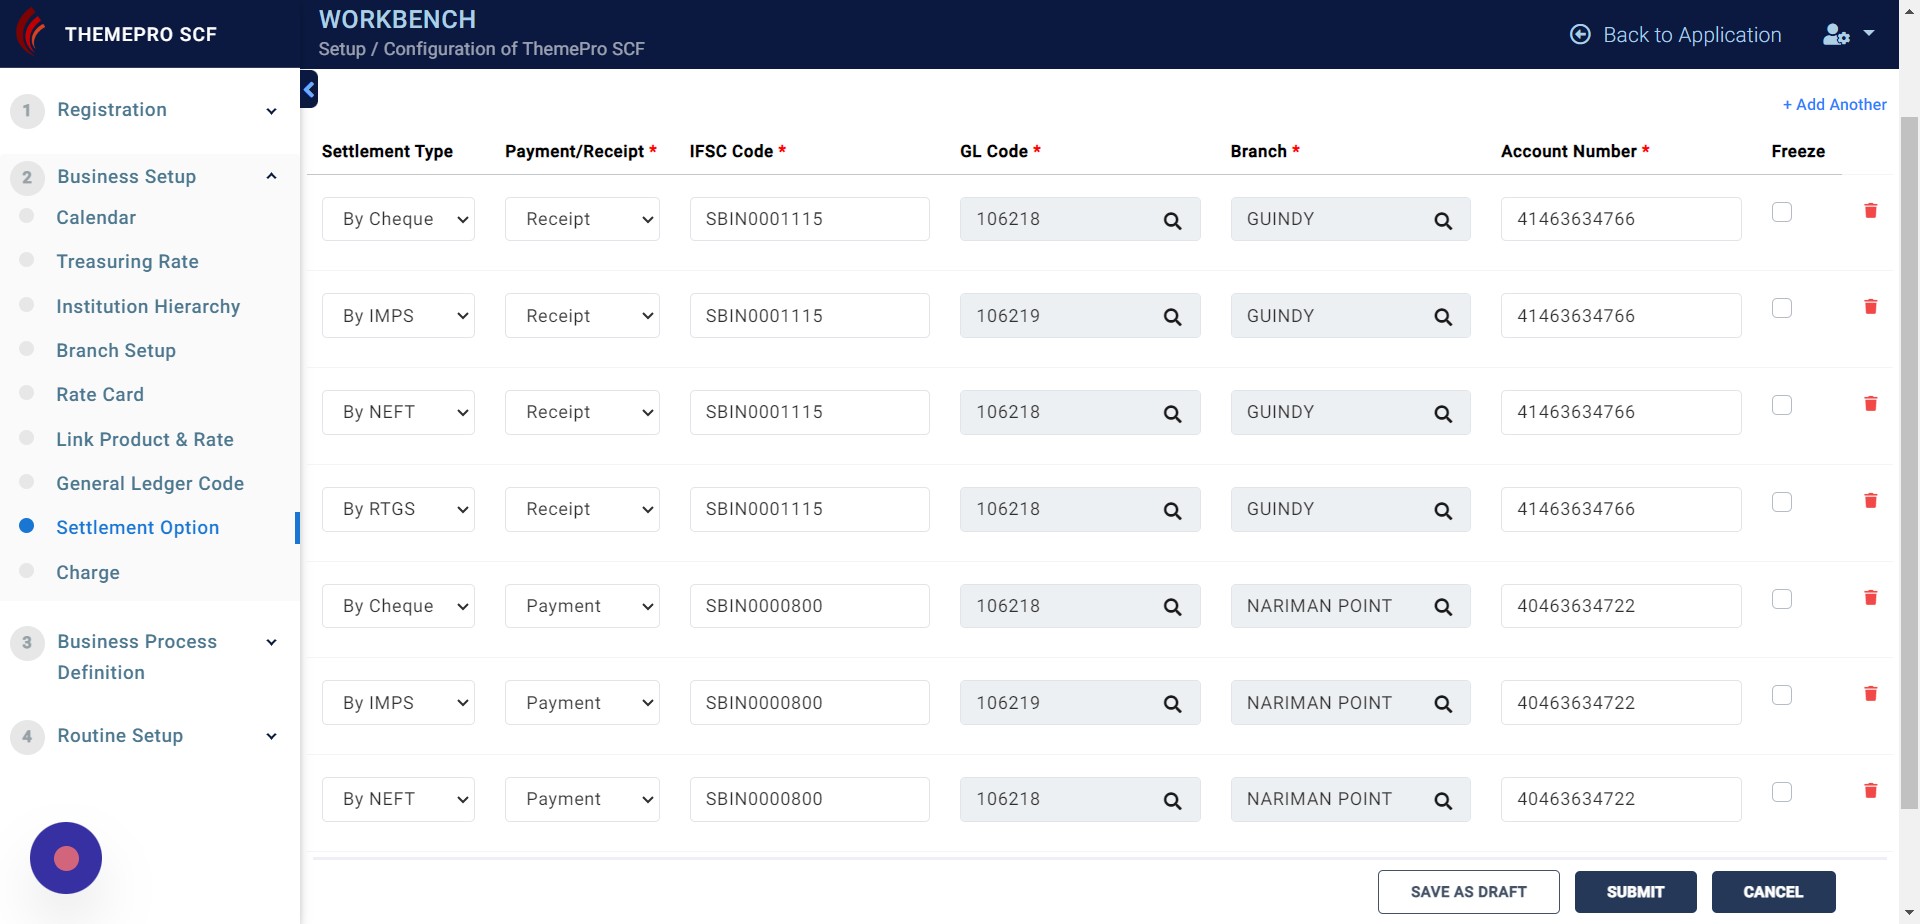 THEMEPRO SCF
WORKBENCH
Setup / Configuration of ThemePro SCF
Back to Application
1 Registration
2 Business Setup
Calendar
Treasuring Rate
Institution Hierarchy
Branch Setup
Rate Card
Link Product & Rate
General Ledger Code
Settlement Option
Charge
3 Business Process
Definition
4 Routine Setup
+ Add Another
Settlement Type Payment/Receipt * IFSC Code * GL Code * Branch * Account Number * Freeze
By Cheque Receipt SBIN0001115 106218 GUINDY 41463634766
By IMPS Receipt SBIN0001115 106219 GUINDY 41463634766
By NEFT Receipt SBIN0001115 106218 GUINDY 41463634766
By RTGS Receipt SBIN0001115 106218 GUINDY 41463634766
By Cheque Payment SBIN0000800 106218 NARIMAN POINT 40463634722
By IMPS Payment SBIN0000800 106219 NARIMAN POINT 40463634722
By NEFT Payment SBIN0000800 106218 NARIMAN POINT 40463634722
SAVE AS DRAFT SUBMIT CANCEL